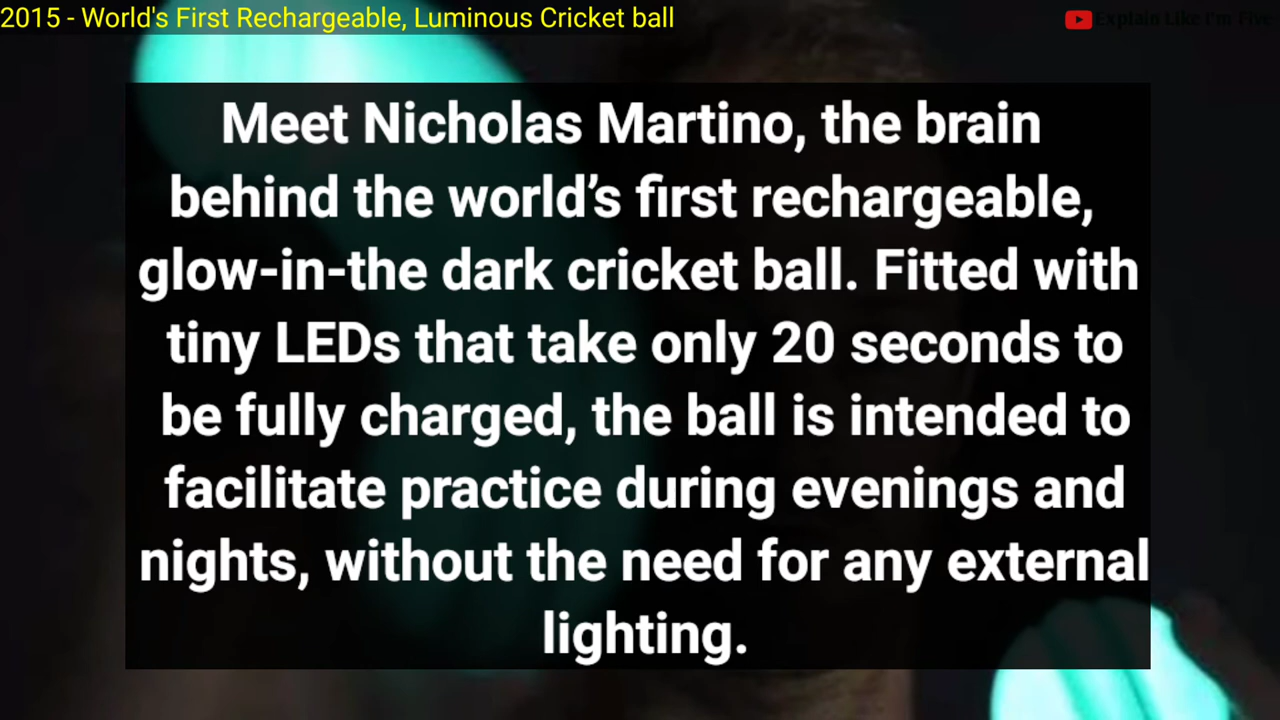 2015 - World's First Rechargeable, Luminous Cricket ball
Explain Like I'm Five
Meet Nicholas Martino, the brain
behind the world’s first rechargeable,
glow-in-the dark cricket ball. Fitted with
tiny LEDs that take only 20 seconds to
be fully charged, the ball is intended to
facilitate practice during evenings and
nights, without the need for any external
lighting.